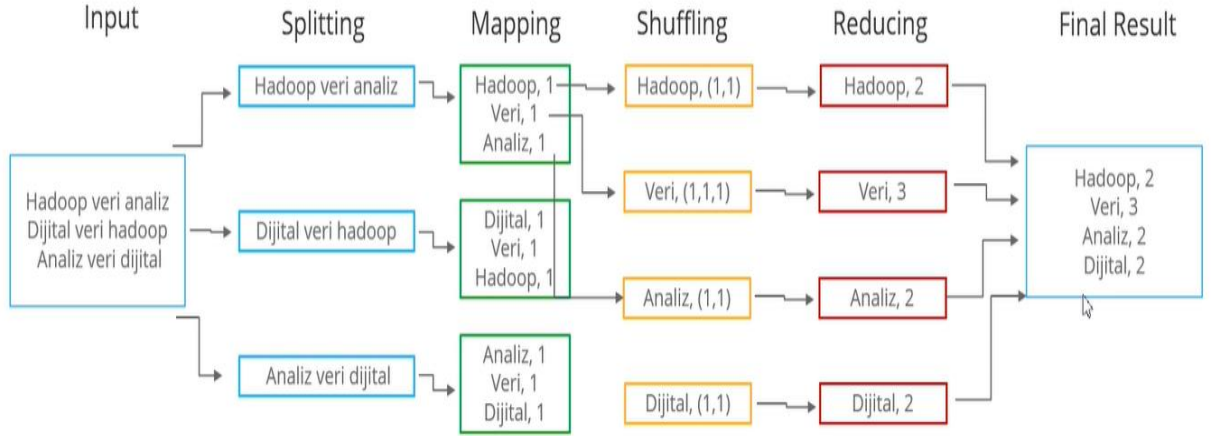 Input
Splitting
Mapping
Shuffling
Reducing
Final Result
Hadoop veri analiz
Dijital veri hadoop
Analiz veri dijital
Hadoop veri analiz
Dijital veri hadoop
Analiz veri dijital
Hadoop, 1
Veri, 1
Analiz, 1
Dijital, 1
Veri, 1
Hadoop, 1
Analiz, 1
Veri, 1
Dijital, 1
Hadoop, (1,1)
Veri, (1,1,1)
Analiz, (1,1)
Dijital, (1,1)
Hadoop, 2
Veri, 3
Analiz, 2
Dijital, 2
Hadoop, 2
Veri, 3
Analiz, 2
Dijital, 2